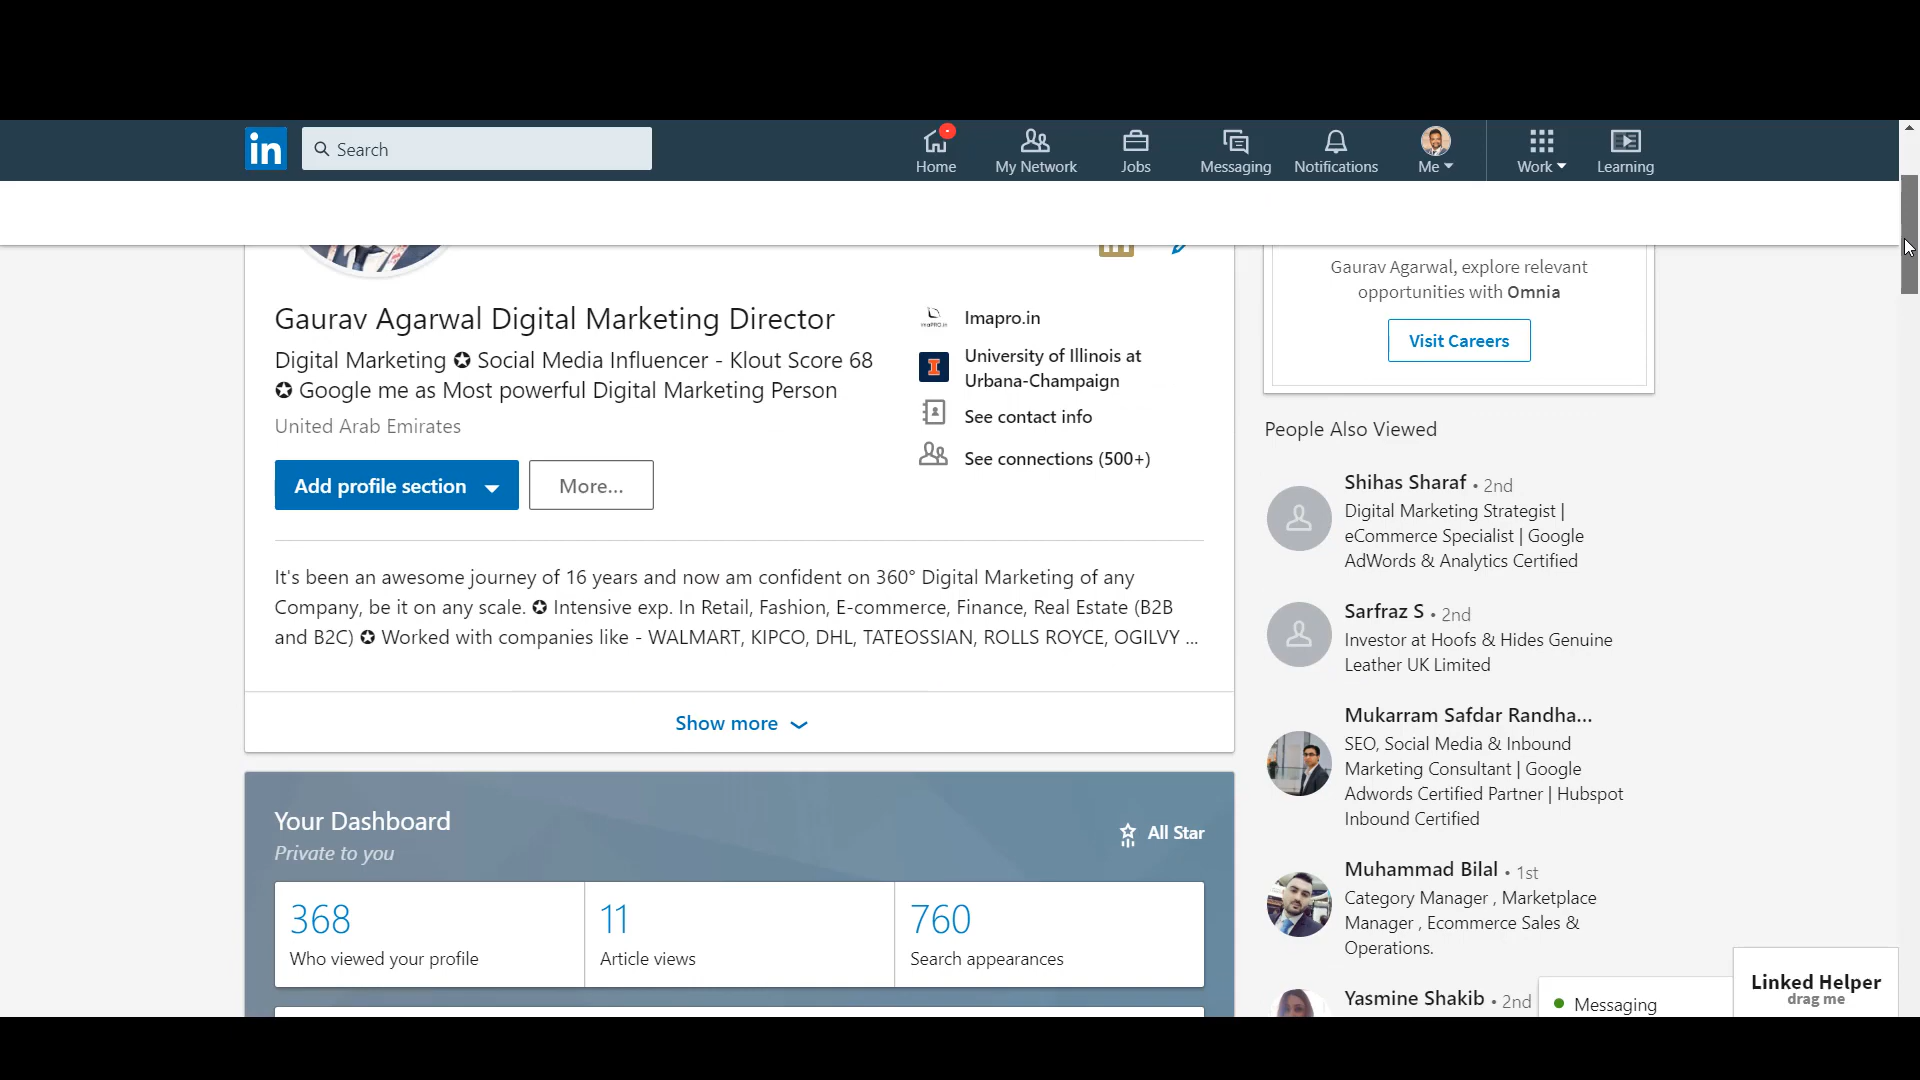 in
Search
Home
My Network
Jobs
Messaging
Notifications
Me
Work
Learning
Gaurav Agarwal Digital Marketing Director
Digital Marketing ✪ Social Media Influencer - Klout Score 68
✪ Google me as Most powerful Digital Marketing Person
United Arab Emirates
Add profile section
More...
Imapro.in
University of Illinois at
Urbana-Champaign
See contact info
See connections (500+)
It's been an awesome journey of 16 years and now am confident on 360° Digital Marketing of any
Company, be it on any scale. ✪ Intensive exp. In Retail, Fashion, E-commerce, Finance, Real Estate (B2B
and B2C) ✪ Worked with companies like - WALMART, KIPCO, DHL, TATEOSSIAN, ROLLS ROYCE, OGILVY ...
Show more
Your Dashboard
Private to you
All Star
368
Who viewed your profile
11
Article views
760
Search appearances
Gaurav Agarwal, explore relevant
opportunities with Omnia
Visit Careers
People Also Viewed
Shihas Sharaf • 2nd
Digital Marketing Strategist |
eCommerce Specialist | Google
AdWords & Analytics Certified
Sarfraz S • 2nd
Investor at Hoofs & Hides Genuine
Leather UK Limited
Mukarram Safdar Randha...
SEO, Social Media & Inbound
Marketing Consultant | Google
Adwords Certified Partner | Hubspot
Inbound Certified
Muhammad Bilal • 1st
Category Manager , Marketplace
Manager , Ecommerce Sales &
Operations.
Yasmine Shakib • 2nd
Messaging
Linked Helper
drag me